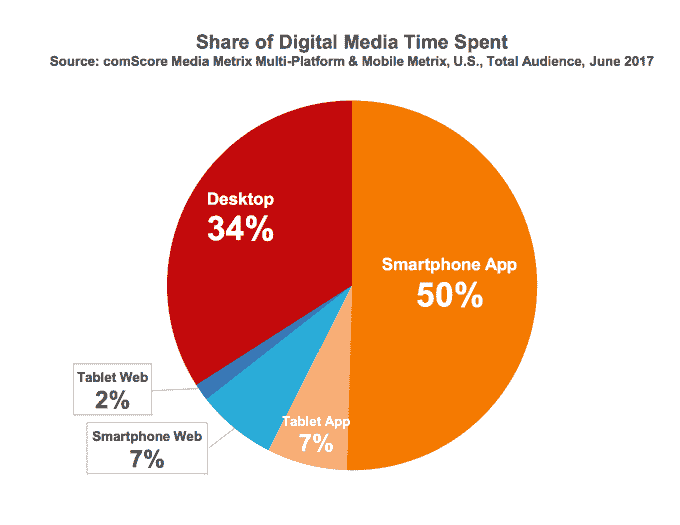 Share of Digital Media Time Spent
Source: comScore Media Metrix Multi-Platform & Mobile Metrix, U.S., Total Audience, June 2017
Desktop
34%
Smartphone App
50%
Tablet Web
2%
Smartphone Web
7%
Tablet App
7%